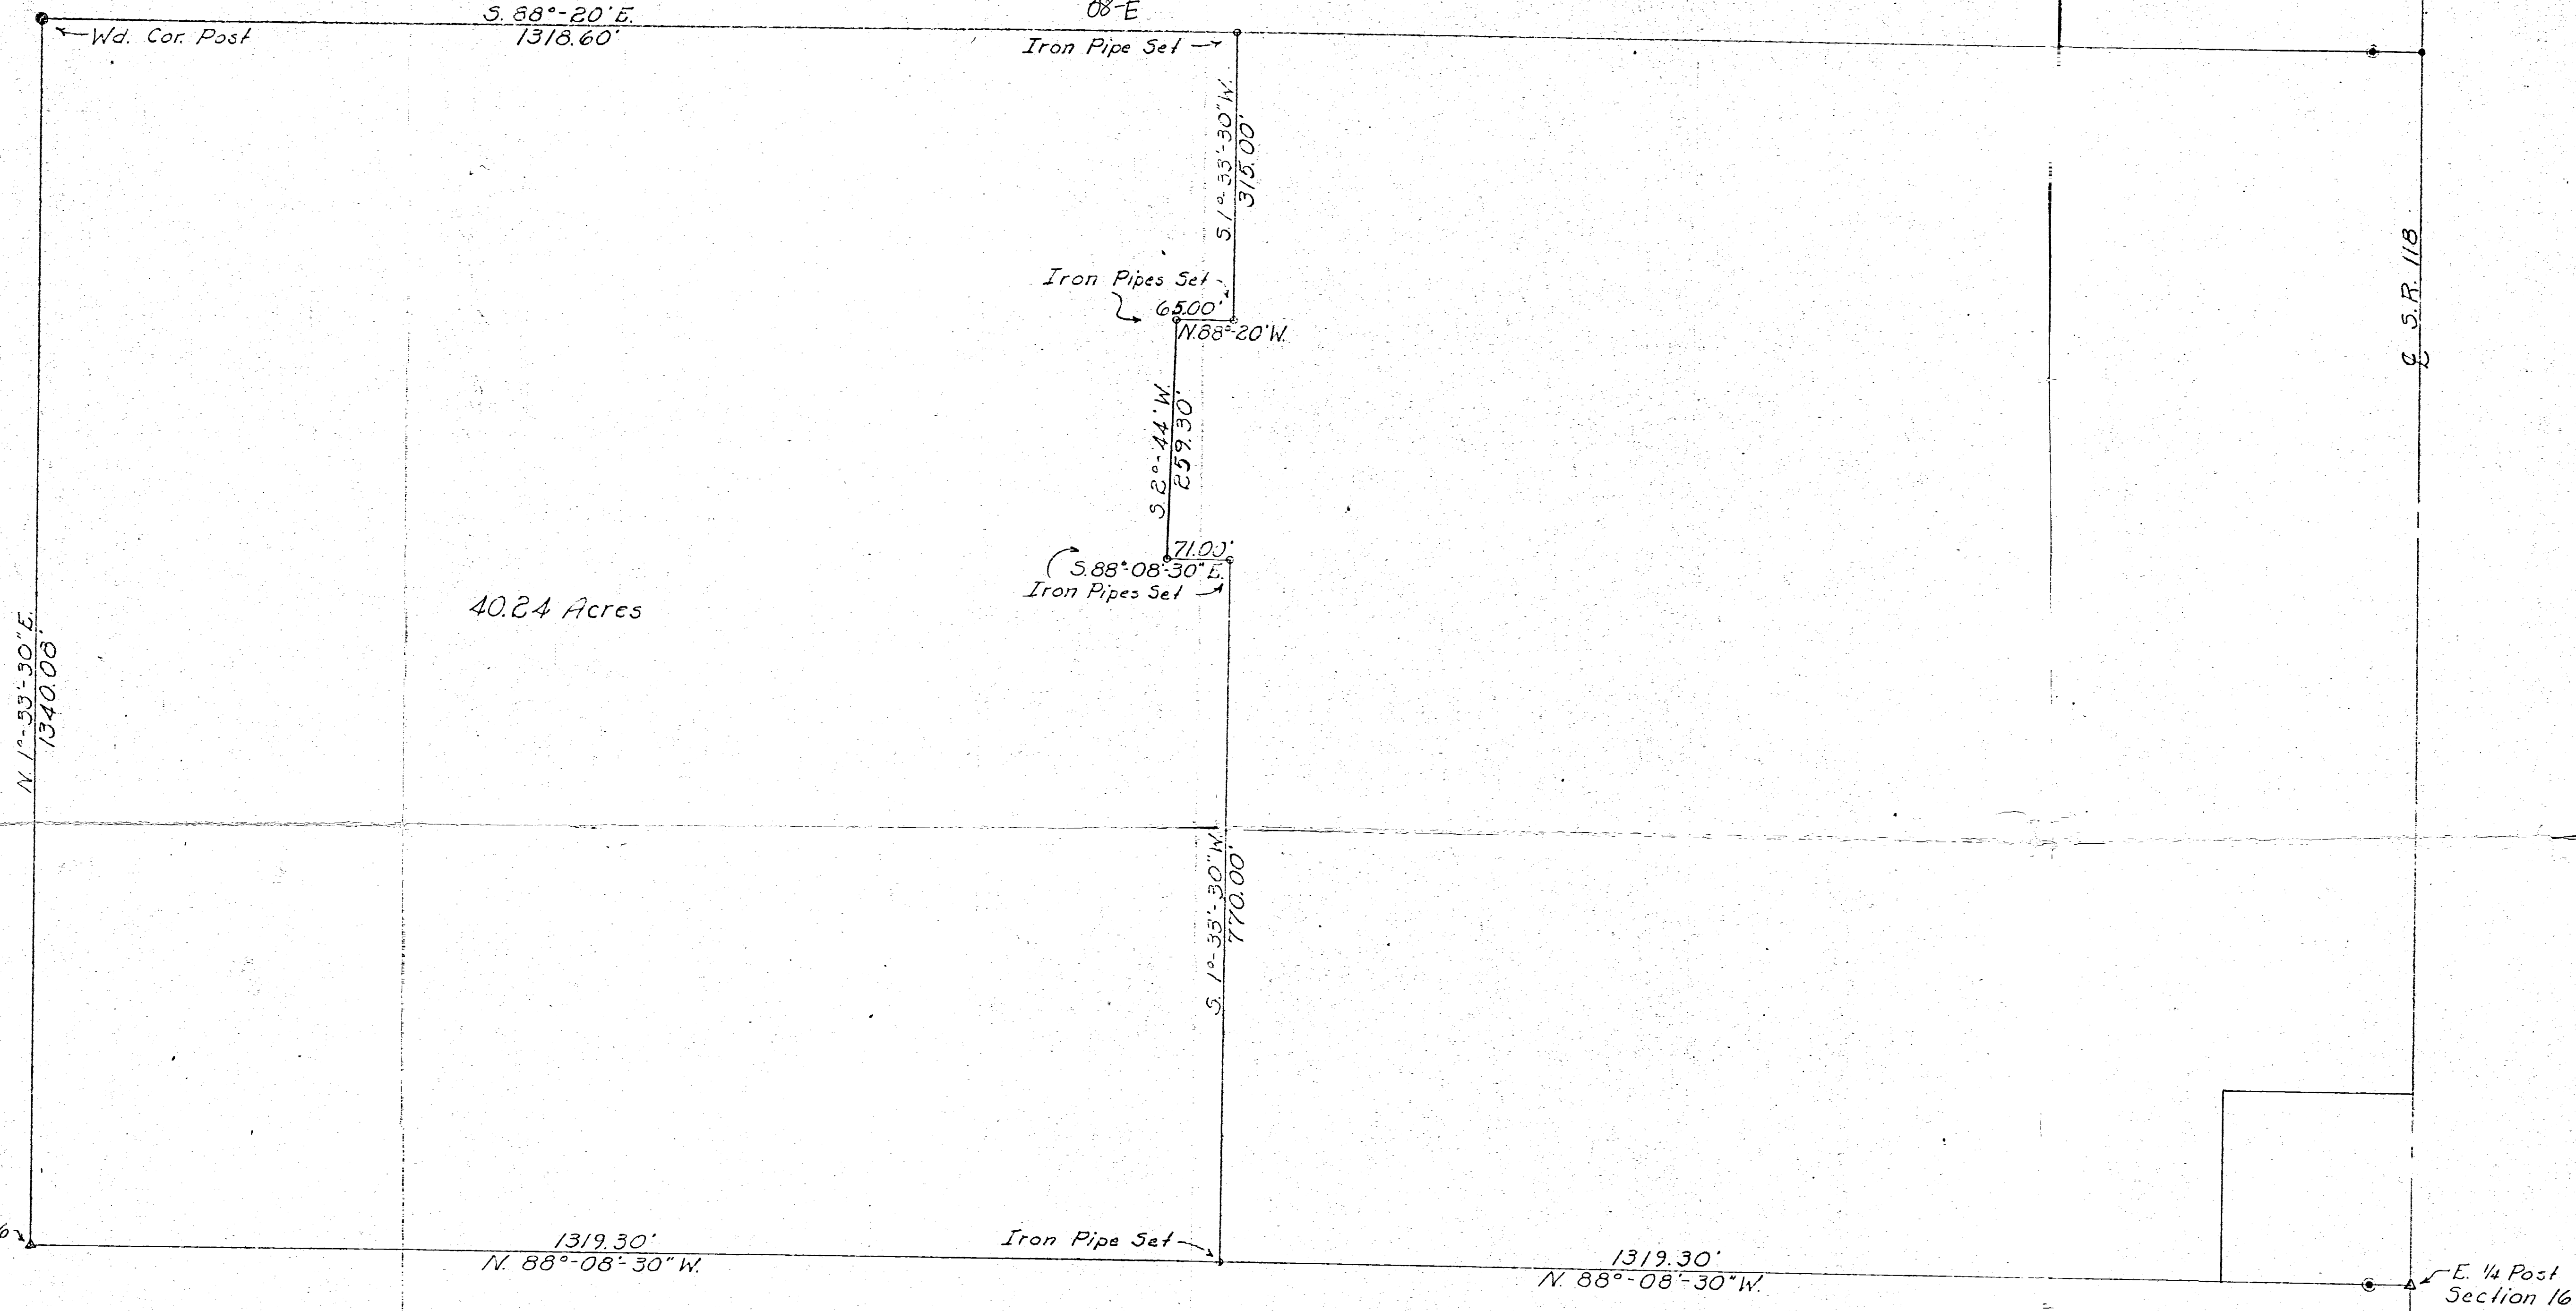 S. 88°-20' E.
1318.60'
08-E
Wd. Cor. Post
Iron Pipe Set
S. 1°-33'-30" W.
315.00'
Iron Pipes Set
65.00'
N. 88°-20' W.
℄ S.R. 118
S. 2°-44' W.
259.30'
71.00'
S. 88°-08'-30" E.
Iron Pipes Set
40.24 Acres
N. 1°-33'-30" E.
1340.08'
S. 1°-33'-30" W.
770.00'
6
1319.30'
N. 88°-08'-30" W.
Iron Pipe Set
1319.30'
N. 88°-08'-30" W.
E. 1/4 Post
Section 16